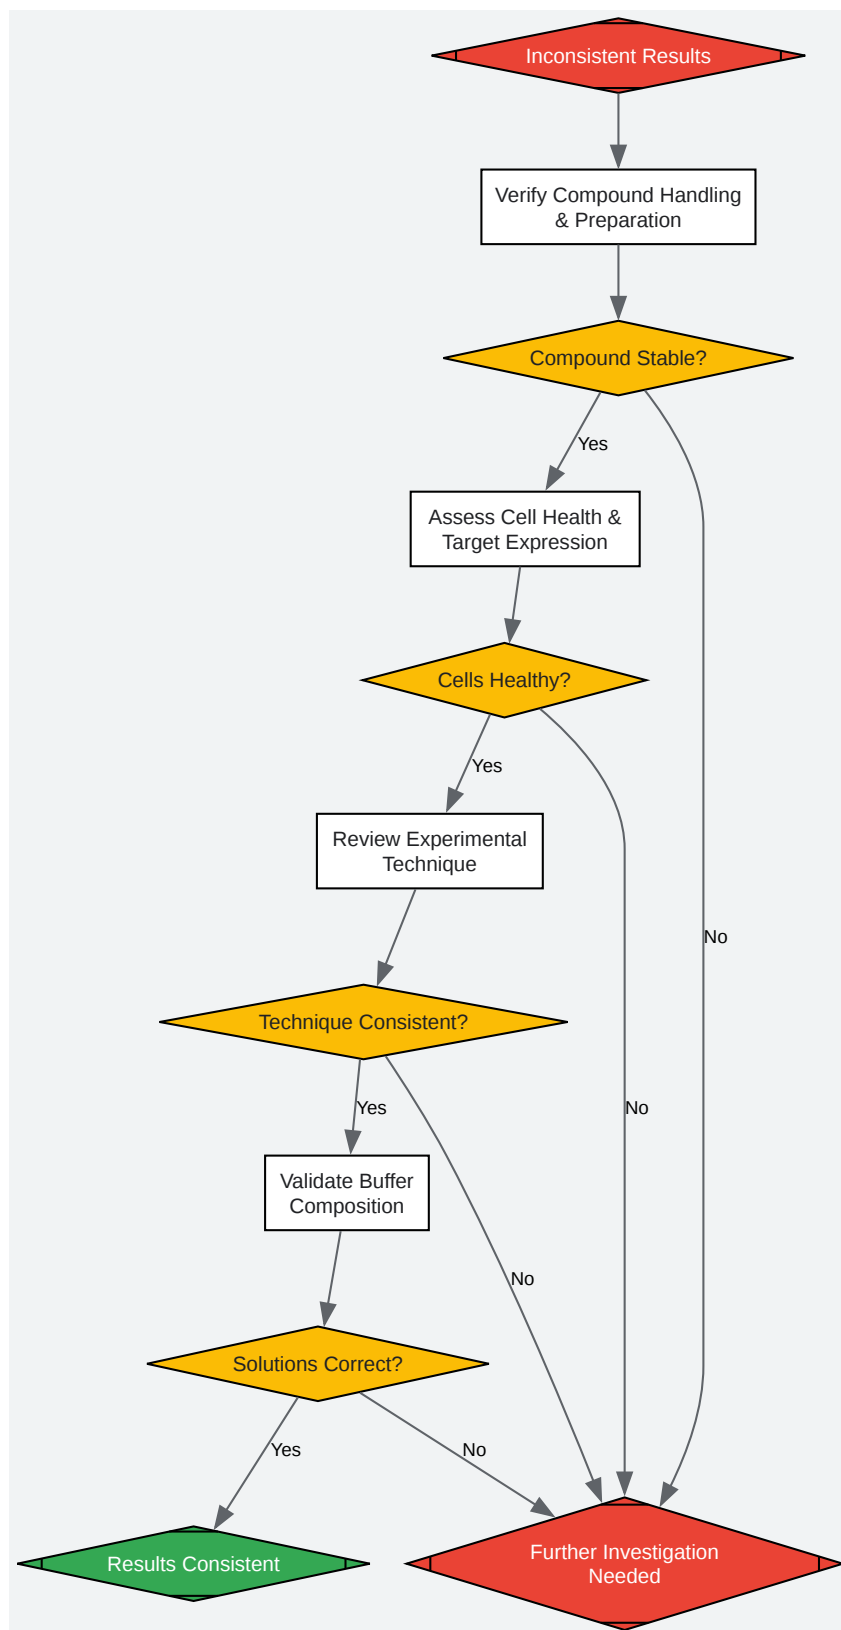 Inconsistent Results
Verify Compound Handling
& Preparation
Compound Stable?
Yes
Assess Cell Health &
Target Expression
Cells Healthy?
Yes
Review Experimental
Technique
No
Technique Consistent?
Yes
No
Validate Buffer
Composition
No
Solutions Correct?
Yes
No
Results Consistent
Further Investigation
Needed